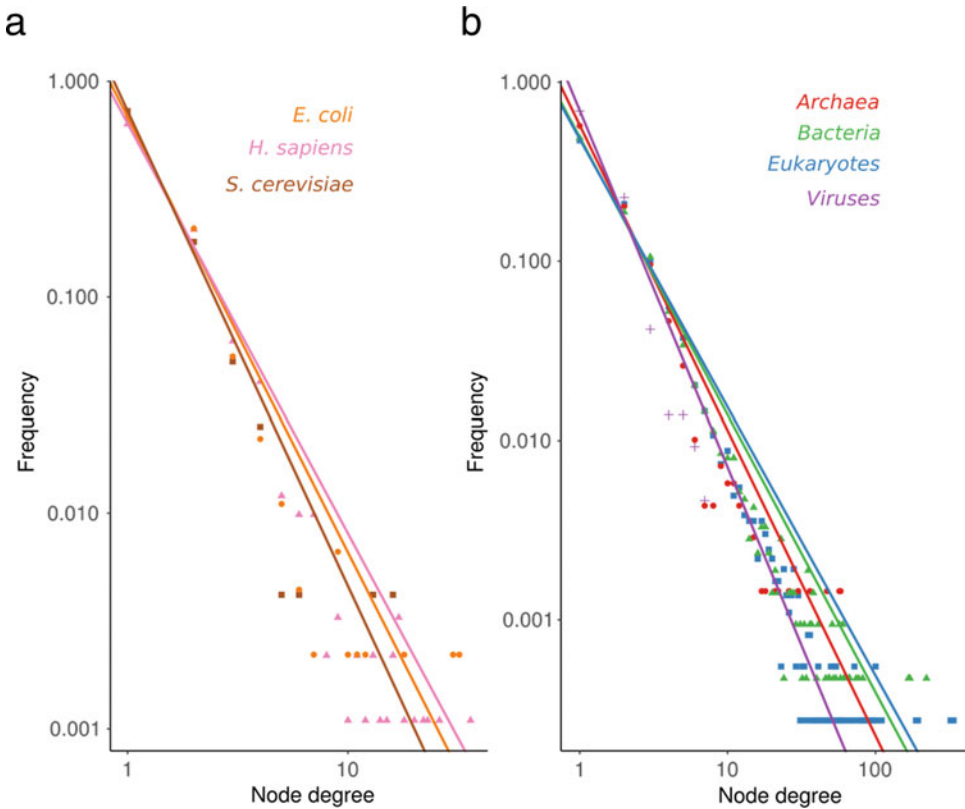 a
1.000
0.100
0.010
0.001
Frequency
E. coli
H. sapiens
S. cerevisiae
1
10
Node degree
b
1.000
0.100
0.010
0.001
Frequency
Archaea
Bacteria
Eukaryotes
Viruses
1
10
100
Node degree